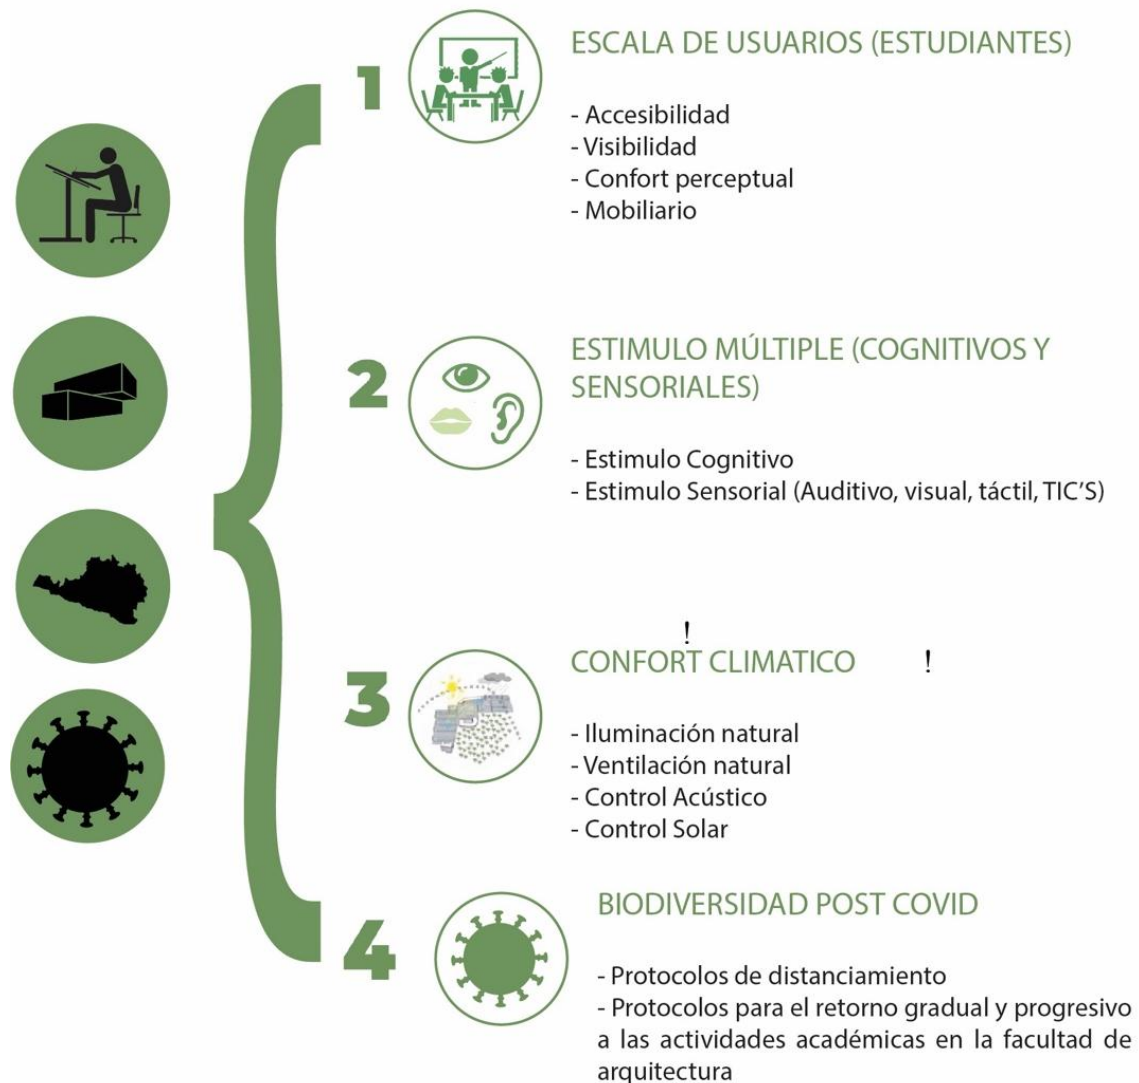 1
ESCALA DE USUARIOS (ESTUDIANTES)
- Accesibilidad
- Visibilidad
- Confort perceptual
- Mobiliario
2
ESTIMULO MÚLTIPLE (COGNITIVOS Y
SENSORIALES)
- Estimulo Cognitivo
- Estimulo Sensorial (Auditivo, visual, táctil, TIC'S)
!
3
CONFORT CLIMATICO !
- Iluminación natural
- Ventilación natural
- Control Acústico
- Control Solar
4
BIODIVERSIDAD POST COVID
- Protocolos de distanciamiento
- Protocolos para el retorno gradual y progresivo
a las actividades académicas en la facultad de
arquitectura